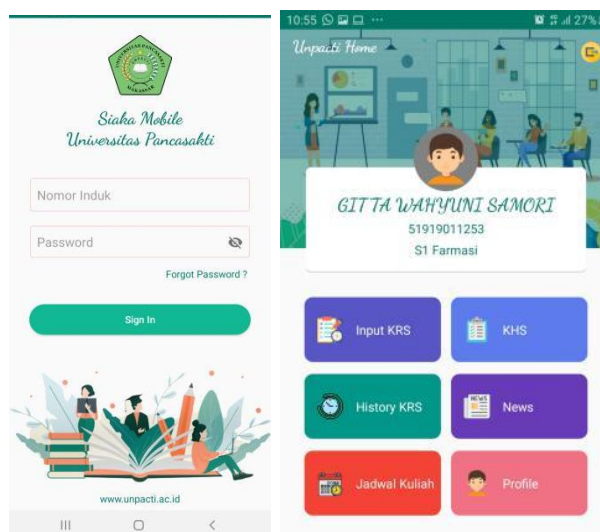 Siaka Mobile
Universitas Pancasakti
Nomor Induk
Password
Forgot Password ?
Sign In
www.unpacti.ac.id
10:55
27%
Unpacti Home
GITTA WAHYUNI SAMORI
51919011253
S1 Farmasi
Input KRS
KHS
History KRS
NEWS
News
Jadwal Kuliah
Profile